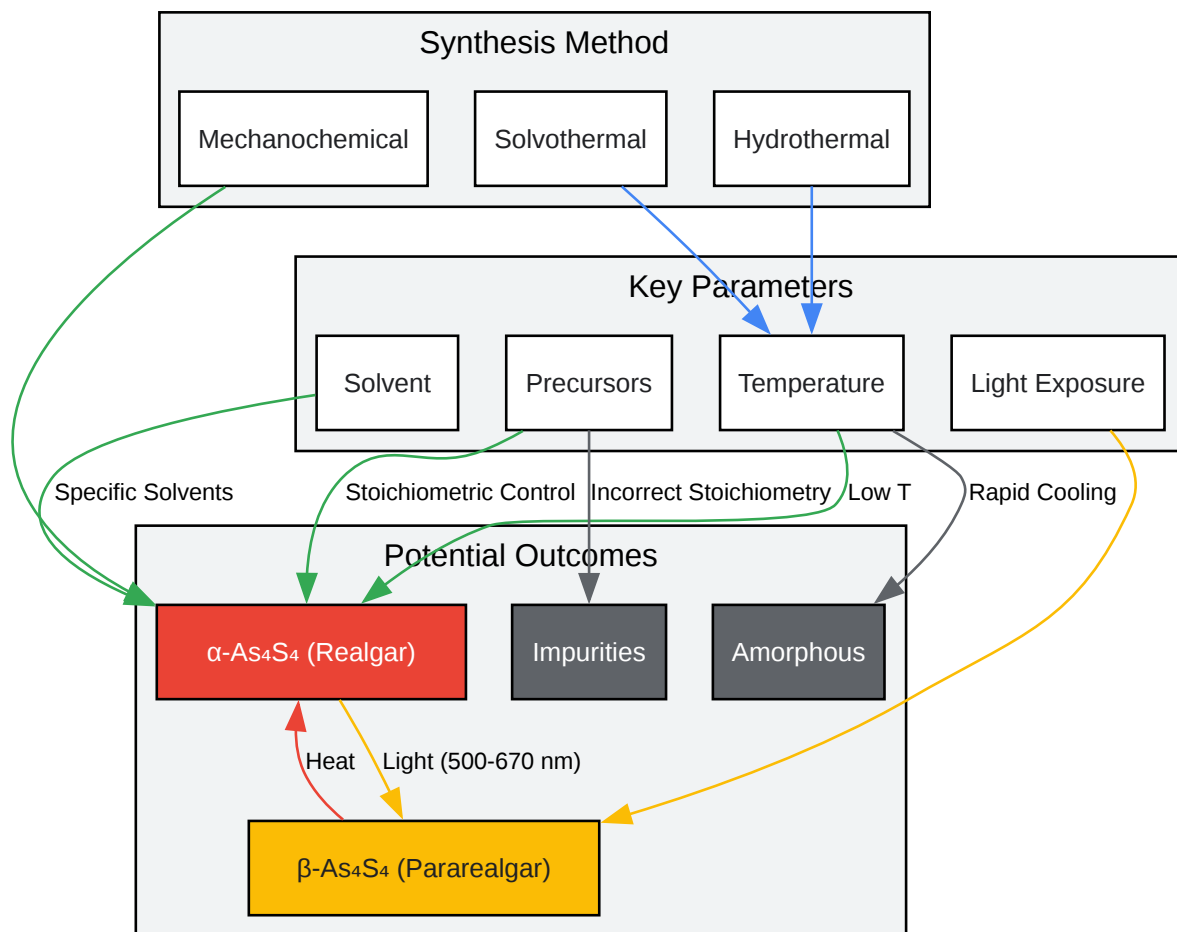 Synthesis Method
Mechanochemical
Solvothermal
Hydrothermal
Key Parameters
Solvent
Precursors
Temperature
Light Exposure
Specific Solvents
Stoichiometric Control
Incorrect Stoichiometry
Low T
Rapid Cooling
Potential Outcomes
α-As₄S₄ (Realgar)
Impurities
Amorphous
Heat
Light (500-670 nm)
β-As₄S₄ (Pararealgar)